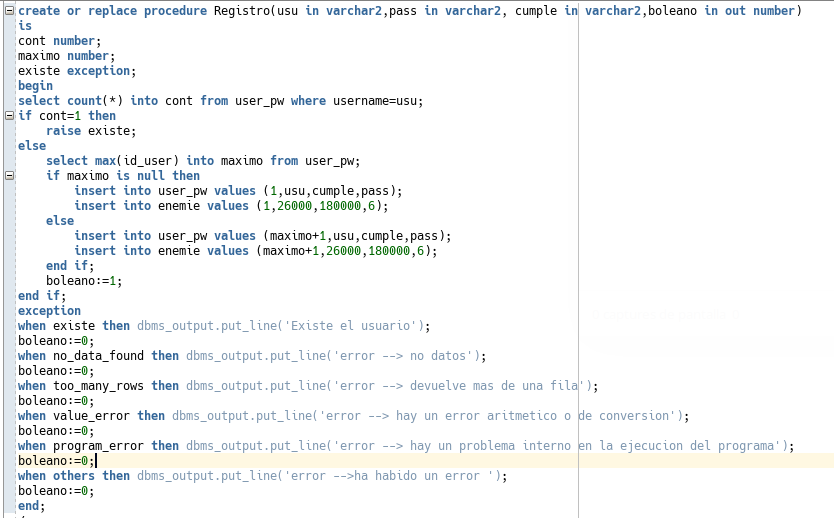 create or replace procedure Registro(usu in varchar2,pass in varchar2, cumple in varchar2,boleano in out number)
is
cont number;
maximo number;
existe exception;
begin
select count(*) into cont from user_pw where username=usu;
if cont=1 then
    raise existe;
else
    select max(id_user) into maximo from user_pw;
    if maximo is null then
        insert into user_pw values (1,usu,cumple,pass);
        insert into enemie values (1,26000,180000,6);
    else
        insert into user_pw values (maximo+1,usu,cumple,pass);
        insert into enemie values (maximo+1,26000,180000,6);
    end if;
    boleano:=1;
end if;
exception
when existe then dbms_output.put_line('Existe el usuario');
boleano:=0;
when no_data_found then dbms_output.put_line('error --> no datos');
boleano:=0;
when too_many_rows then dbms_output.put_line('error --> devuelve mas de una fila');
boleano:=0;
when value_error then dbms_output.put_line('error --> hay un error aritmetico o de conversion');
boleano:=0;
when program_error then dbms_output.put_line('error --> hay un problema interno en la ejecucion del programa');
boleano:=0;
when others then dbms_output.put_line('error -->ha habido un error ');
boleano:=0;
end;